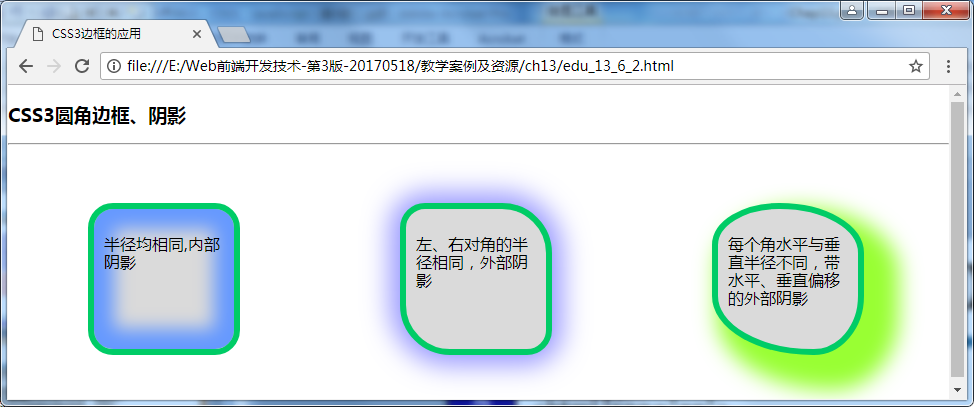 CSS3边框的应用
file:///E:/Web前端开发技术-第3版-20170518/教学案例及资源/ch13/edu_13_6_2.html
CSS3圆角边框、阴影
半径均相同,内部
阴影
左、右对角的半
径相同，外部阴
影
每个角水平与垂
直半径不同，带
水平、垂直偏移
的外部阴影